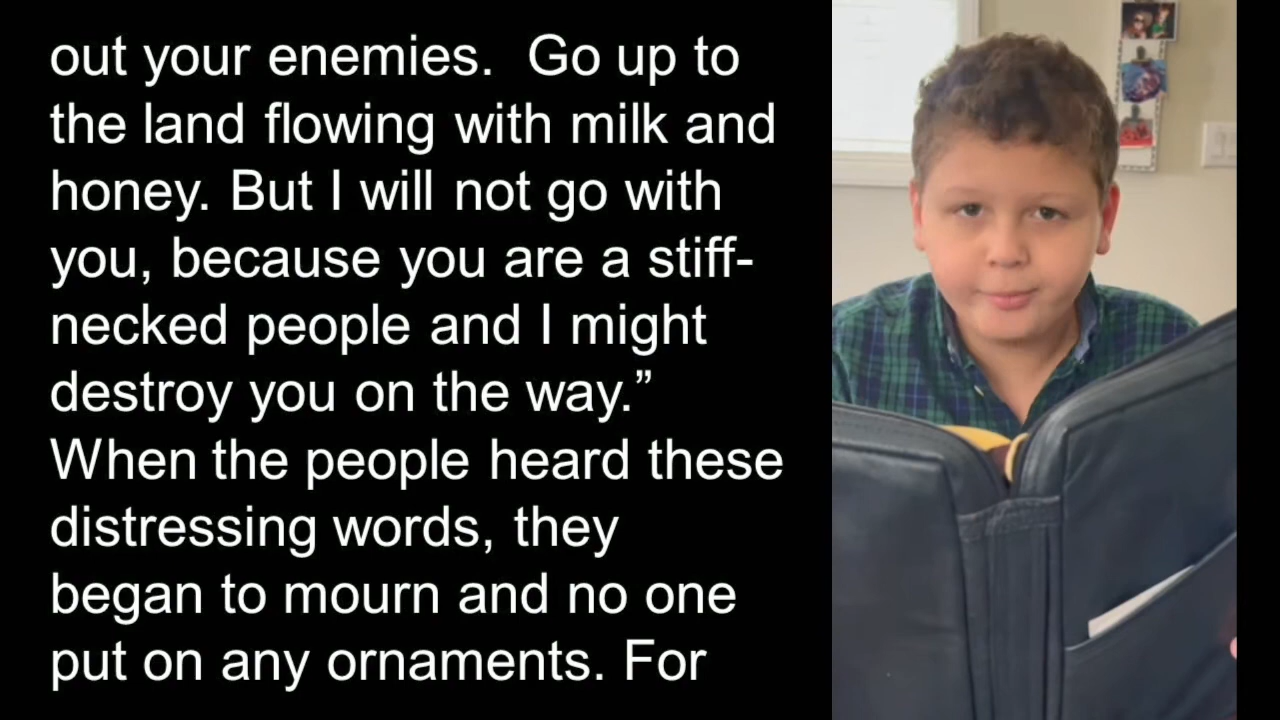 out your enemies.  Go up to
the land flowing with milk and
honey. But I will not go with
you, because you are a stiff-
necked people and I might
destroy you on the way.”
When the people heard these
distressing words, they
began to mourn and no one
put on any ornaments. For